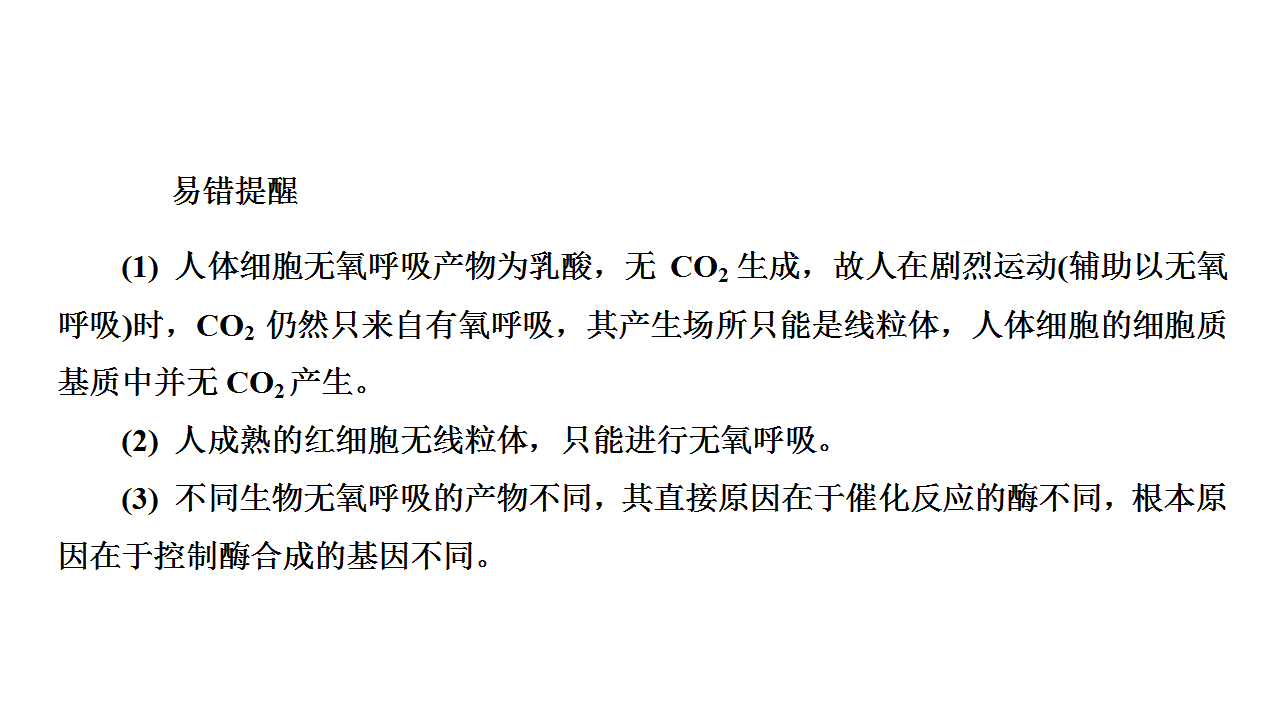 易错提醒
(1) 人体细胞无氧呼吸产物为乳酸，无 CO₂ 生成，故人在剧烈运动(辅助以无氧
呼吸)时，CO₂ 仍然只来自有氧呼吸，其产生场所只能是线粒体，人体细胞的细胞质
基质中并无 CO₂ 产生。
(2) 人成熟的红细胞无线粒体，只能进行无氧呼吸。
(3) 不同生物无氧呼吸的产物不同，其直接原因在于催化反应的酶不同，根本原
因在于控制酶合成的基因不同。